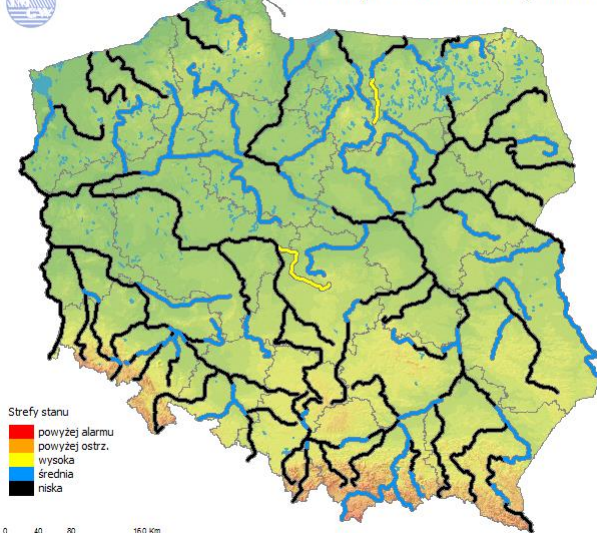 Strefy stanu
powyżej alarmu
powyżej ostrz.
wysoka
średnia
niska
0 40 80 160 Km